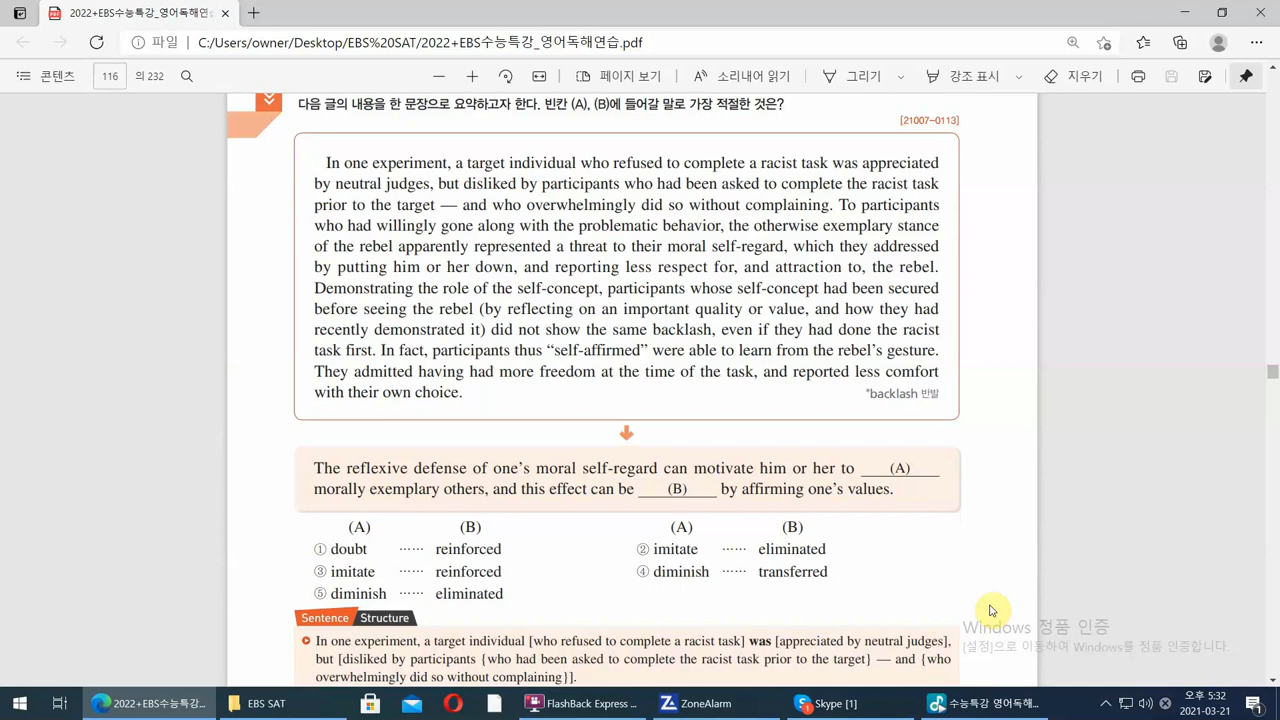 2022+EBS수능특강_영어독해연습
파일
C:/Users/owner/Desktop/EBS%20SAT/2022+EBS수능특강_영어독해연습.pdf
콘텐츠 116 의 232 페이지 보기 소리내어 읽기 그리기 강조 표시 지우기
다음 글의 내용을 한 문장으로 요약하고자 한다. 빈칸 (A), (B)에 들어갈 말로 가장 적절한 것은?
[21007-0113]
In one experiment, a target individual who refused to complete a racist task was appreciated
by neutral judges, but disliked by participants who had been asked to complete the racist task
prior to the target — and who overwhelmingly did so without complaining. To participants
who had willingly gone along with the problematic behavior, the otherwise exemplary stance
of the rebel apparently represented a threat to their moral self-regard, which they addressed
by putting him or her down, and reporting less respect for, and attraction to, the rebel.
Demonstrating the role of the self-concept, participants whose self-concept had been secured
before seeing the rebel (by reflecting on an important quality or value, and how they had
recently demonstrated it) did not show the same backlash, even if they had done the racist
task first. In fact, participants thus “self-affirmed” were able to learn from the rebel’s gesture.
They admitted having had more freedom at the time of the task, and reported less comfort
with their own choice.
*backlash 반발
The reflexive defense of one’s moral self-regard can motivate him or her to (A)
morally exemplary others, and this effect can be (B) by affirming one’s values.
(A) (B) (A) (B)
① doubt ······ reinforced ② imitate ······ eliminated
③ imitate ······ reinforced ④ diminish ······ transferred
⑤ diminish ······ eliminated
Sentence Structure
In one experiment, a target individual [who refused to complete a racist task] was [appreciated by neutral judges],
but [disliked by participants {who had been asked to complete the racist task prior to the target} — and {who
overwhelmingly did so without complaining}].
Windows 정품 인증
[설정]으로 이동하여 Windows를 정품 인증합니다.
2022+EBS수능특강_... EBS SAT FlashBack Express ... ZoneAlarm Skype [1] 수능특강 영어독해... 오후 5:32
2021-03-21